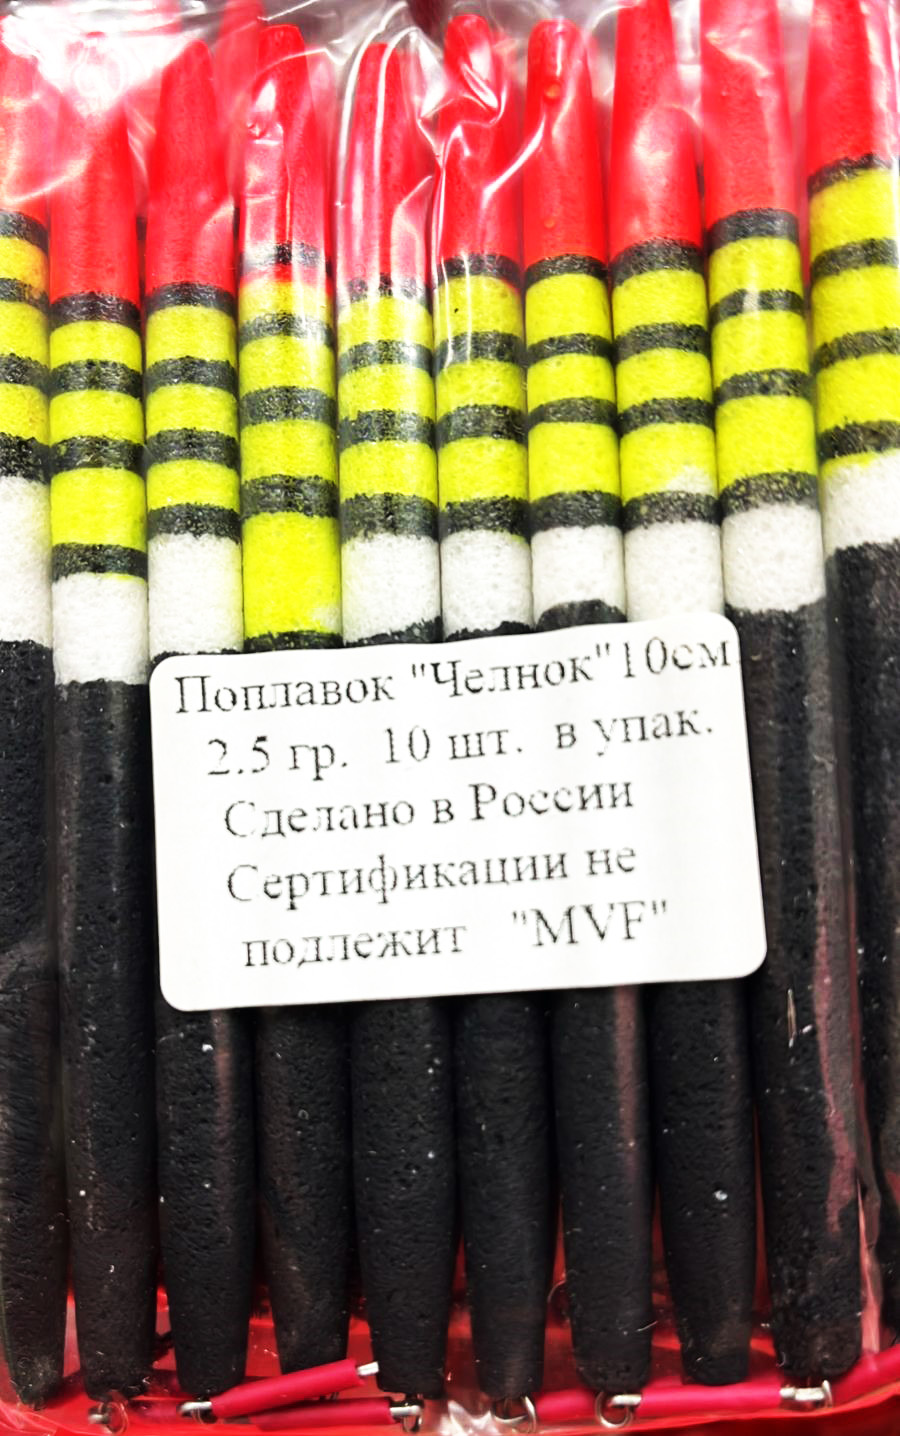 Поплавок "Челнок"10см
2.5 гр. 10 шт. в упак.
Сделано в России
Сертификации не
подлежит "MVF"